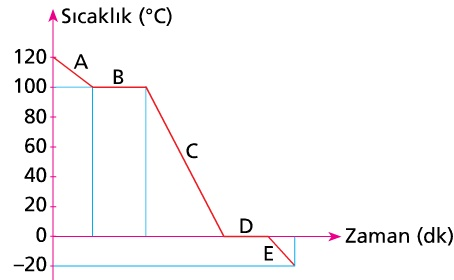 Sıcaklık (°C)
120
A
B
100
80
60
C
40
20
D
0
Zaman (dk)
E
–20